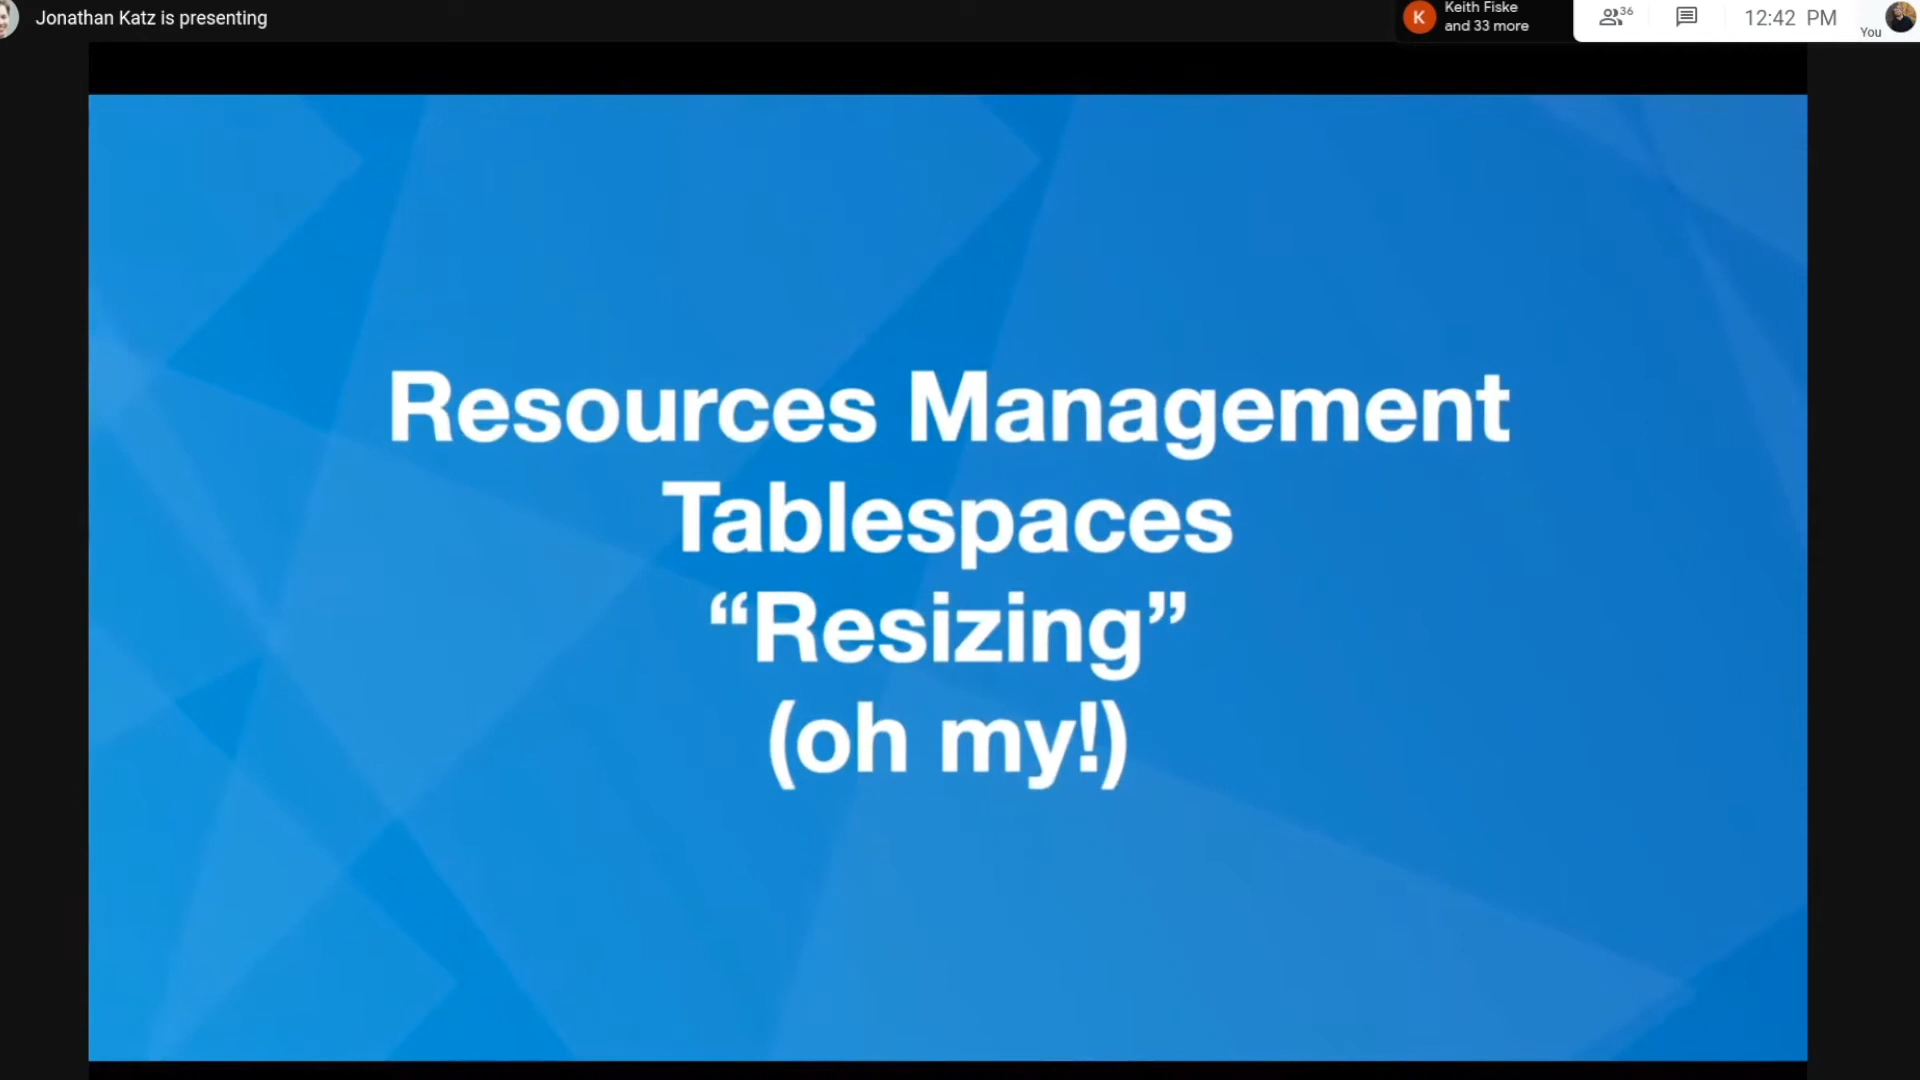 Jonathan Katz is presenting
K
Keith Fiske
and 33 more
36
12:42 PM
You
Resources Management
Tablespaces
“Resizing”
(oh my!)